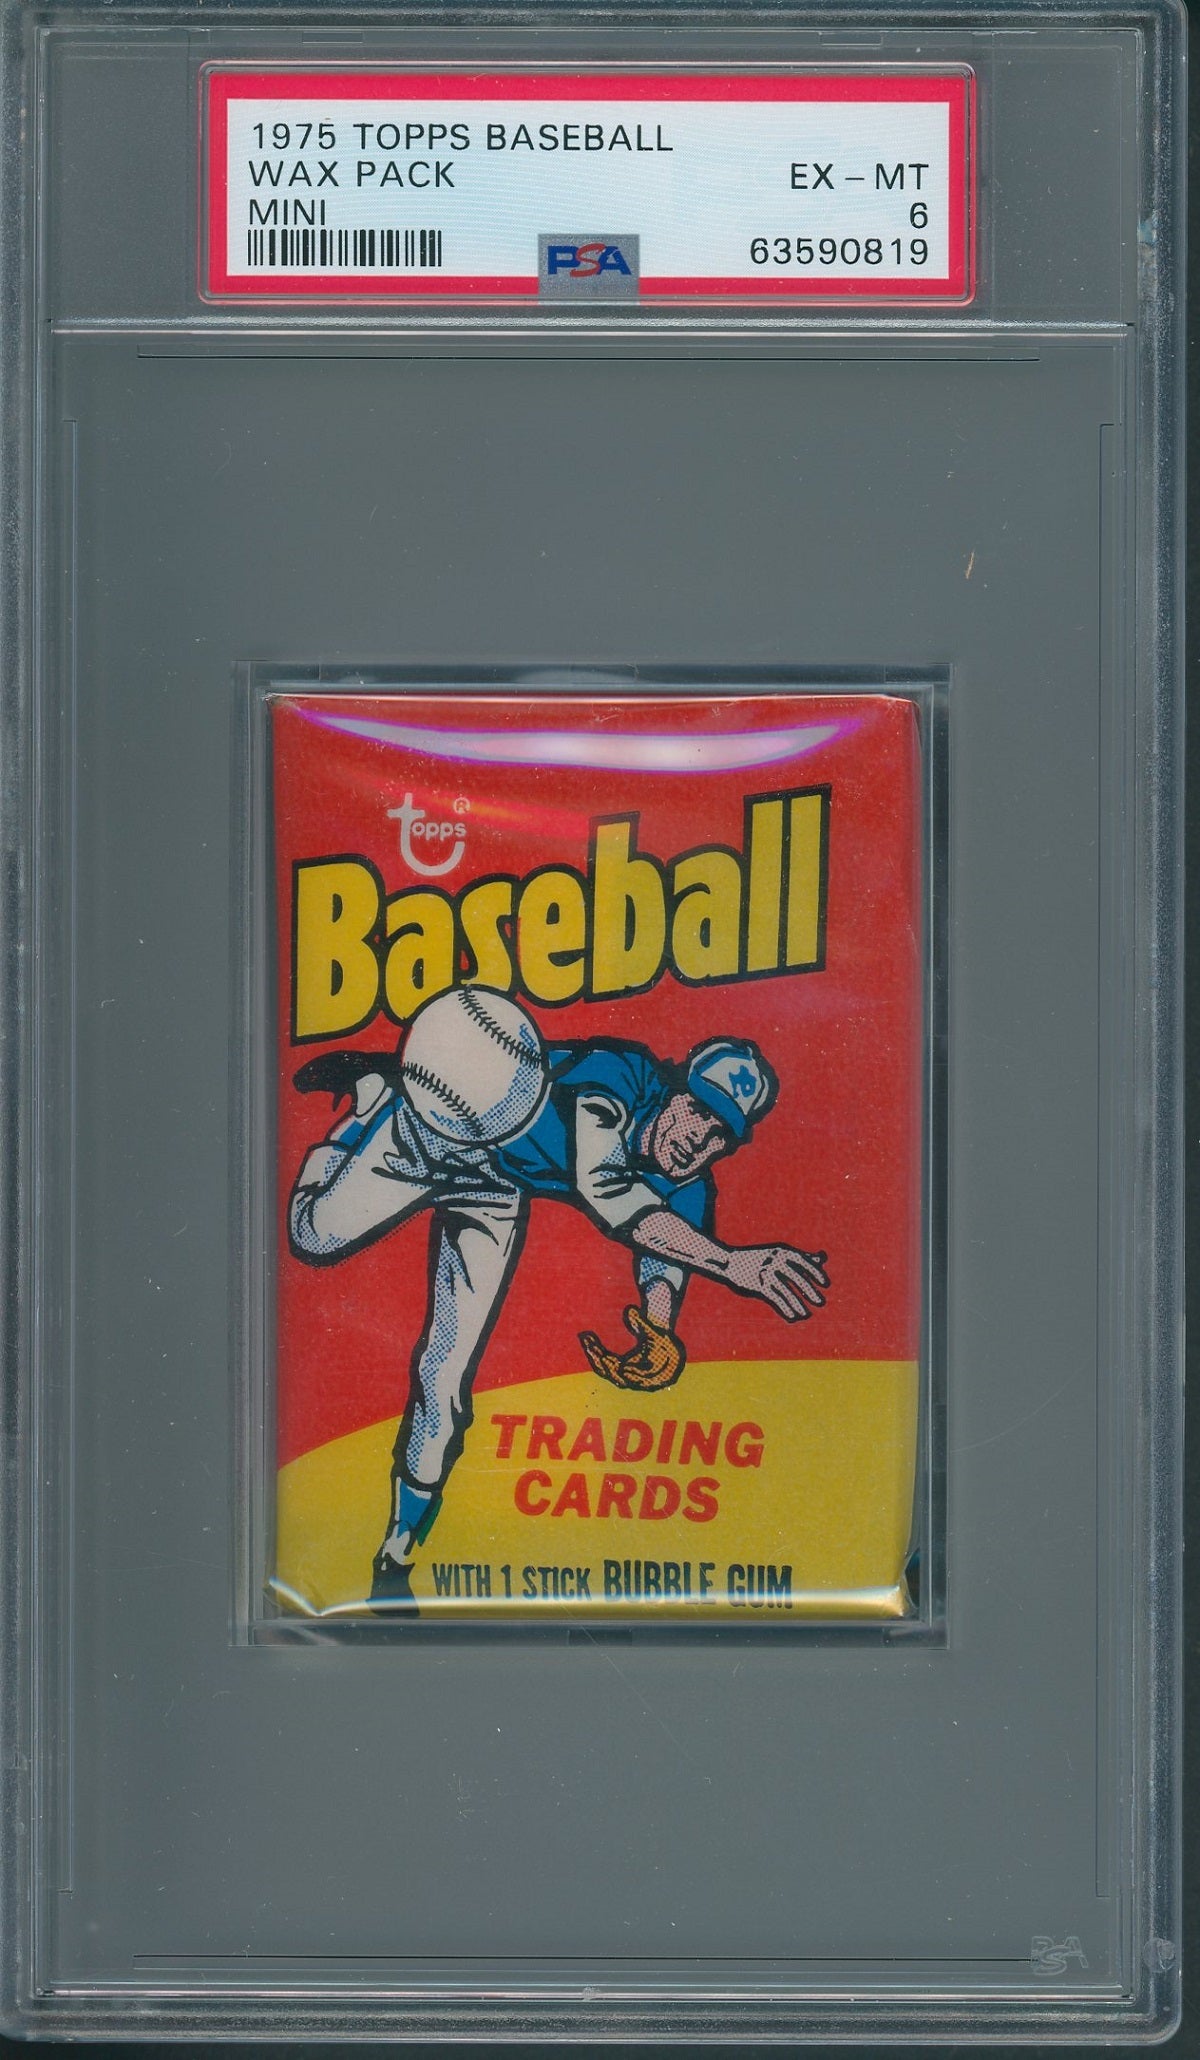 1975 TOPPS BASEBALL
WAX PACK
EX - MT
MINI
6
PSA
63590819
topps ®
Baseball
TRADING
CARDS
WITH 1 STICK BUBBLE GUM
PSA